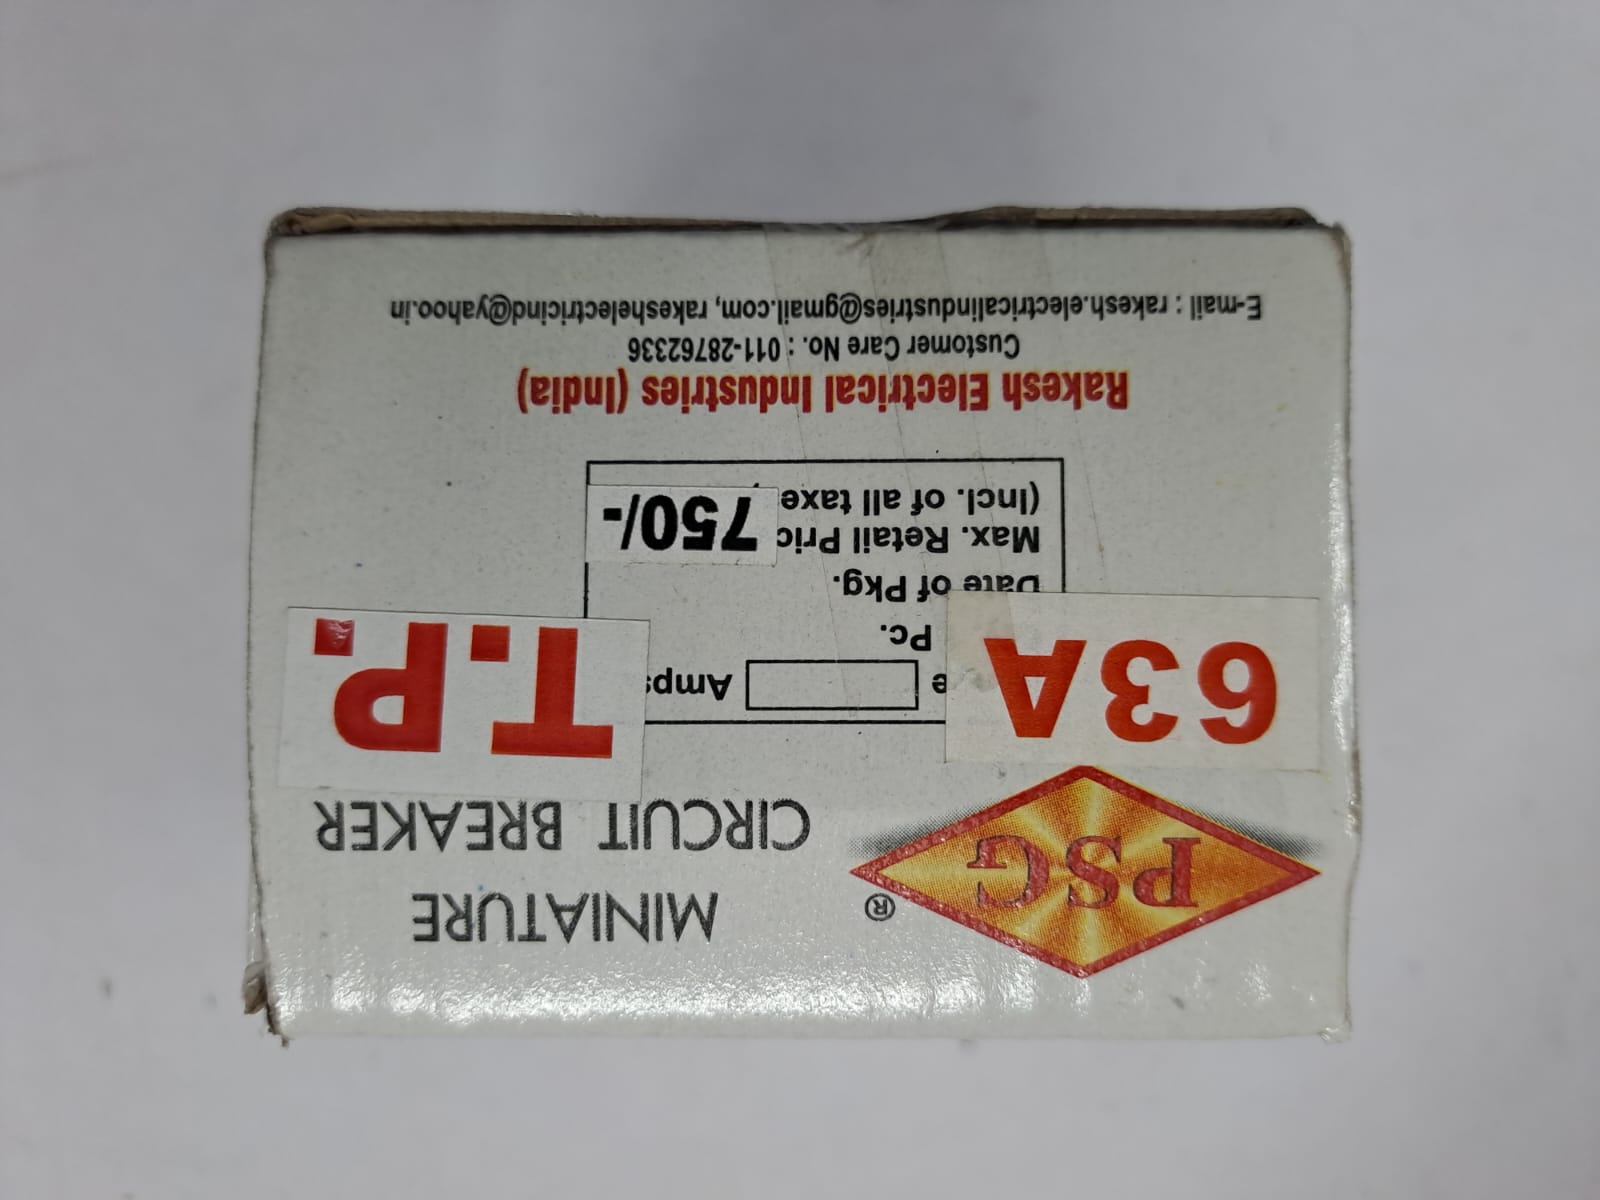 PSG ®
MINIATURE
CIRCUIT BREAKER
63A
T.P.
Amps
Pc.
Date of Pkg.
Max. Retail Pric
(Incl. of all taxe
750/-
Rakesh Electrical Industries (India)
Customer Care No. : 011-28762336
E-mail : rakesh.electricalindustries@gmail.com, rakeshelectricind@yahoo.in